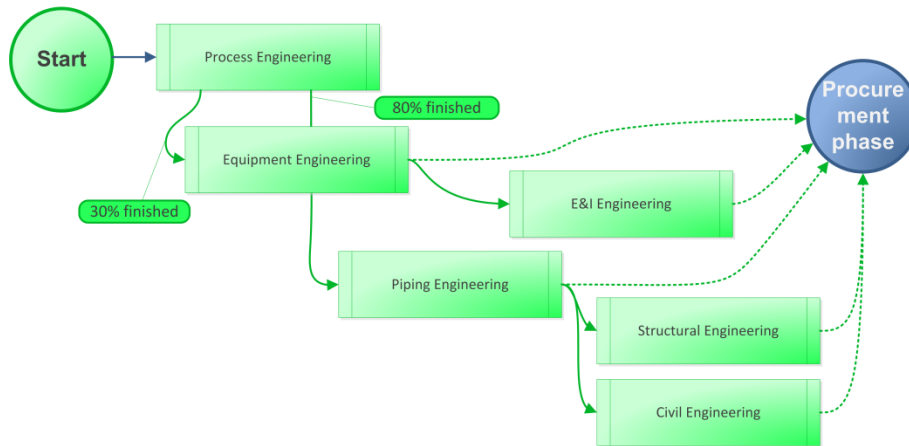 Start
Process Engineering
80% finished
Procure
ment
phase
Equipment Engineering
30% finished
E&I Engineering
Piping Engineering
Structural Engineering
Civil Engineering